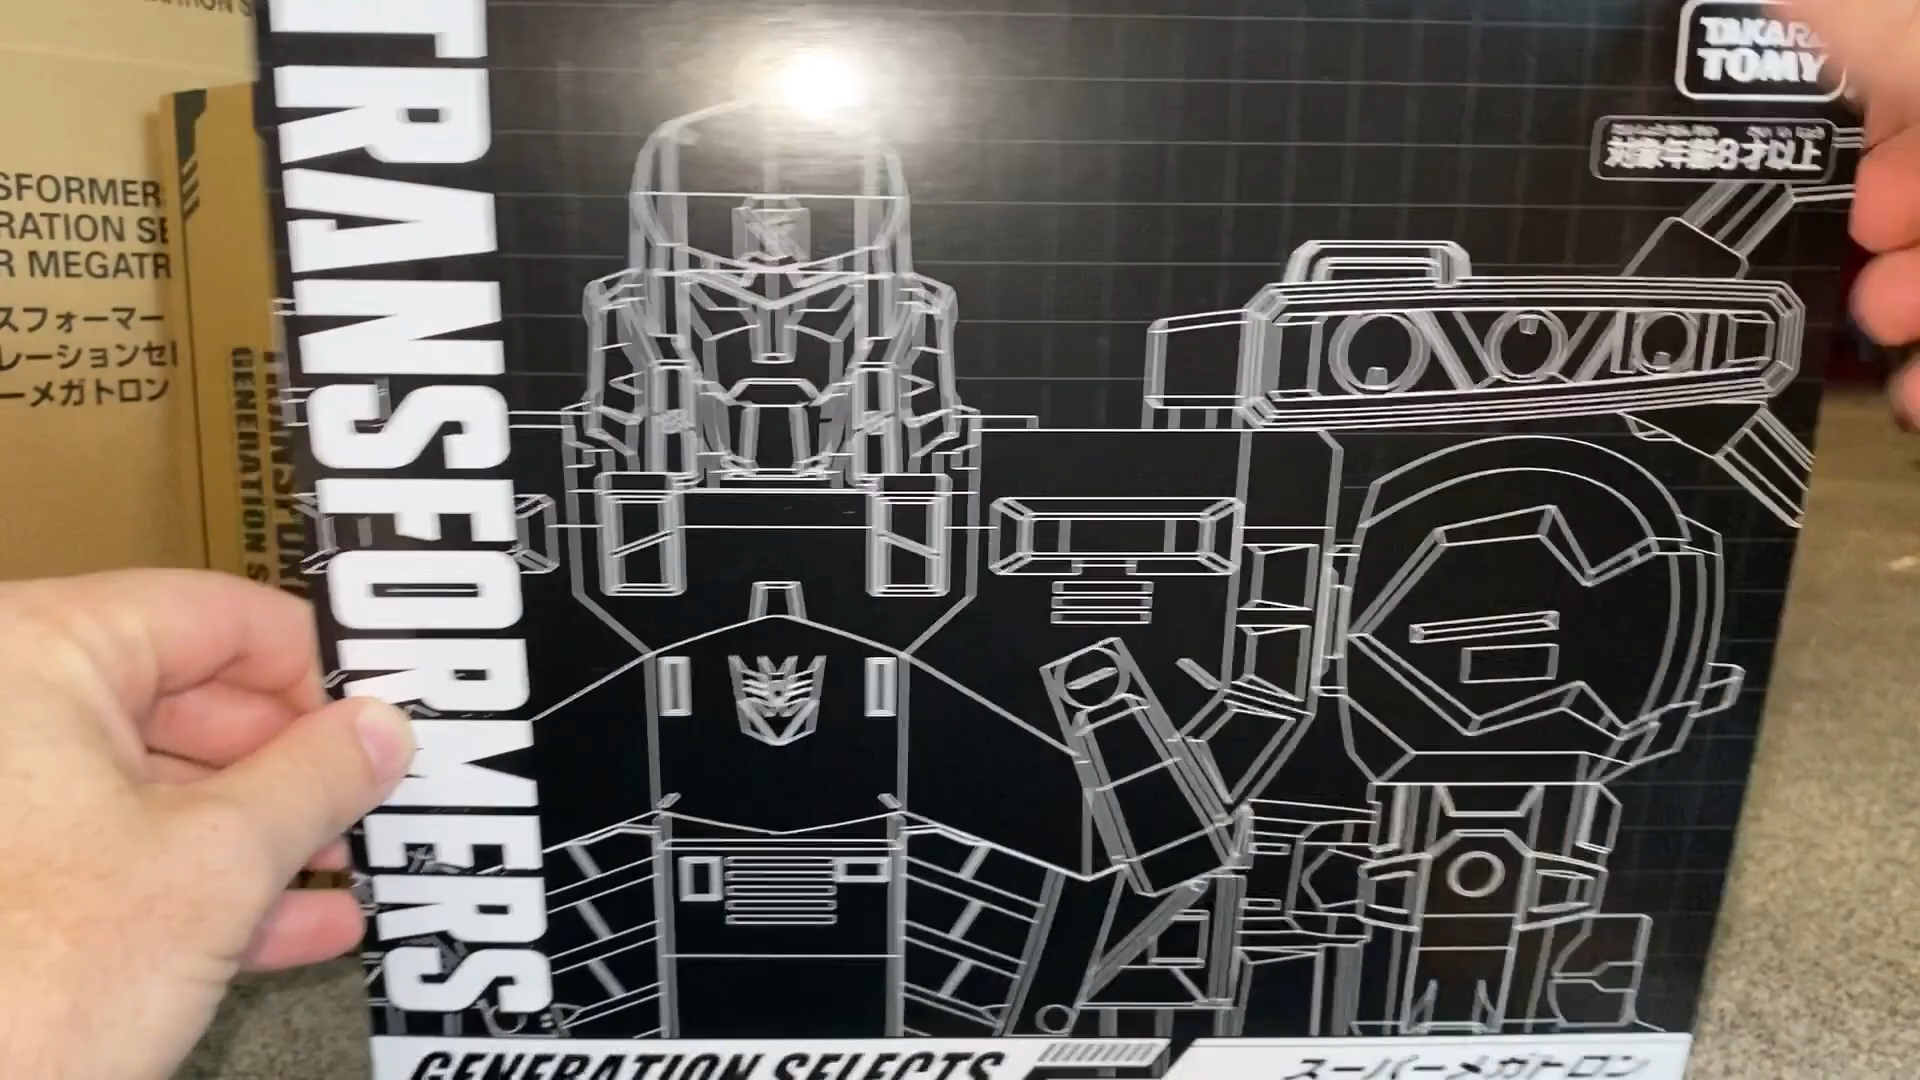 SFORMER
RATION SE
R MEGATR
スフォーマー
レーションセ
ーメガトロン
GENERATION S
TRANSFORMERS
TAKARA
TOMY
対象年齢8才以上
GENERATION SELECTS
スーパーメガトロン